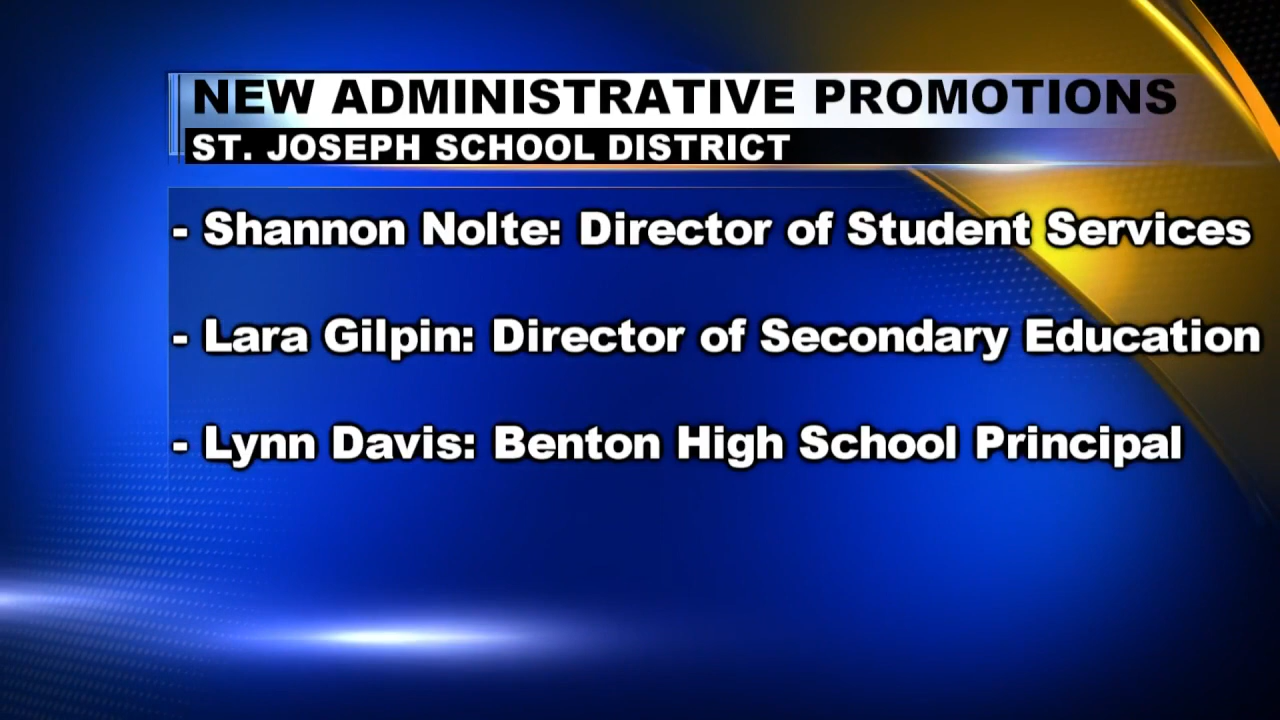 NEW ADMINISTRATIVE PROMOTIONS
ST. JOSEPH SCHOOL DISTRICT
- Shannon Nolte: Director of Student Services
- Lara Gilpin: Director of Secondary Education
- Lynn Davis: Benton High School Principal